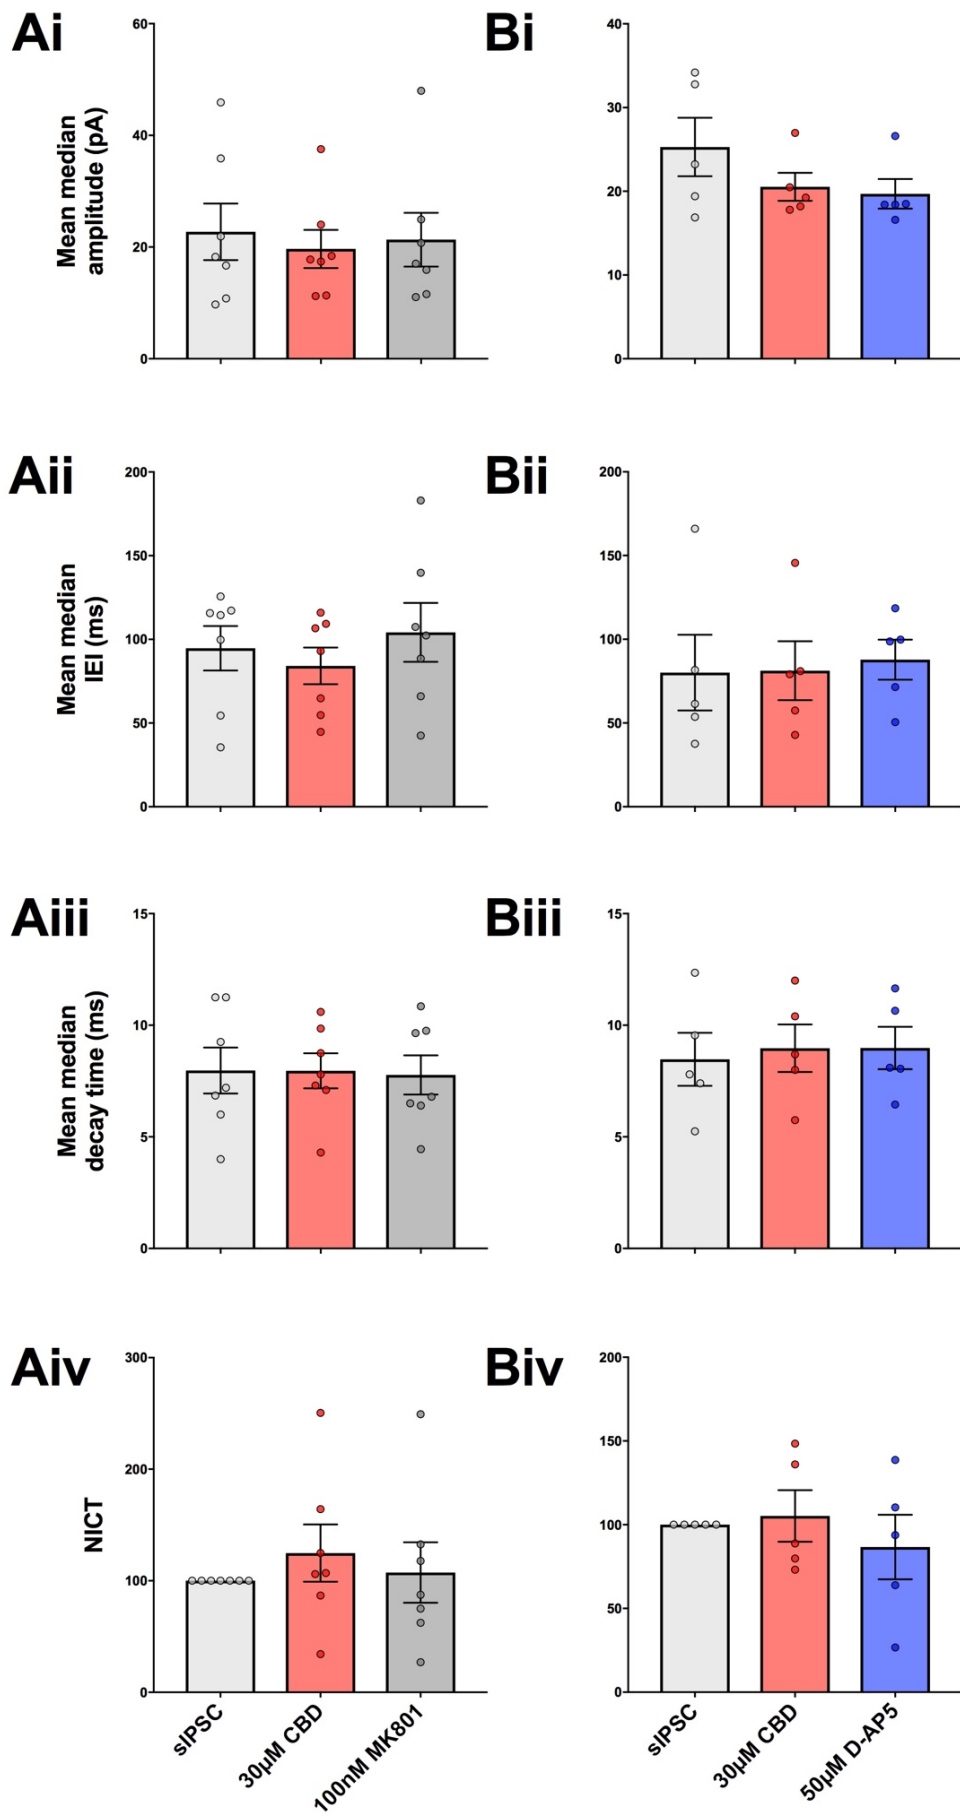 Ai
Bi
Mean median
amplitude (pA)
60
40
20
0
40
30
20
10
0
Aii
Bii
Mean median
IEI (ms)
200
150
100
50
0
200
150
100
50
0
Aiii
Biii
Mean median
decay time (ms)
15
10
5
0
15
10
5
0
Aiv
Biv
NICT
300
200
100
0
200
150
100
50
0
sIPSC
30µM CBD
100nM MK801
sIPSC
30µM CBD
50µM D-AP5